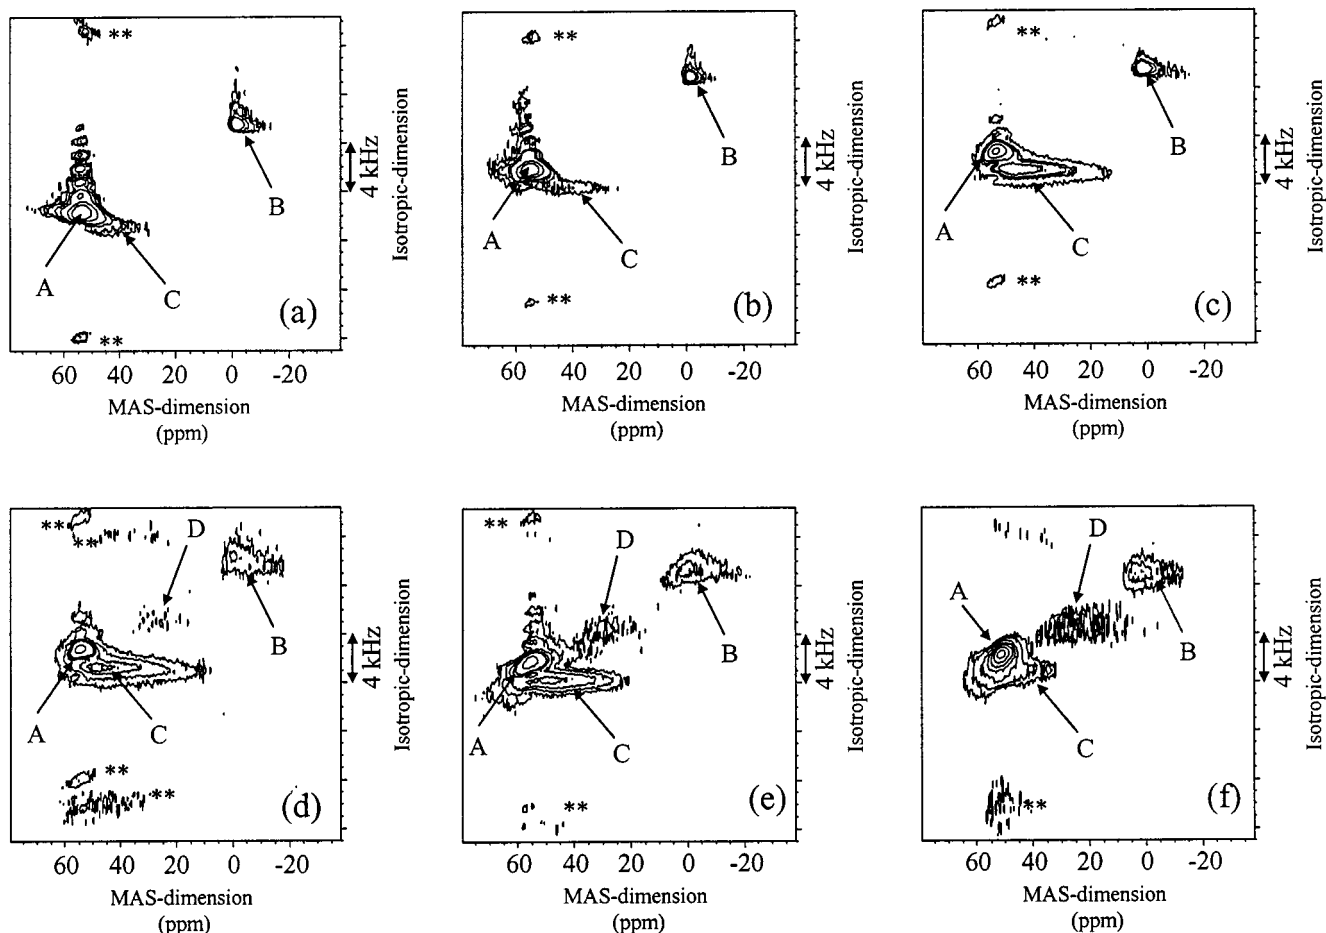 **
B
A
C
**
(a)
4 kHz
Isotropic-dimension
60 40 20 0 -20
MAS-dimension
(ppm)
**
B
A
C
**
(b)
4 kHz
Isotropic-dimension
60 40 20 0 -20
MAS-dimension
(ppm)
**
B
A
C
**
(c)
4 kHz
Isotropic-dimension
60 40 20 0 -20
MAS-dimension
(ppm)
**
**
D
B
A
C
**
**
(d)
4 kHz
Isotropic-dimension
60 40 20 0 -20
MAS-dimension
(ppm)
**
D
B
A
C
**
(e)
4 kHz
Isotropic-dimension
60 40 20 0 -20
MAS-dimension
(ppm)
D
A
B
C
**
(f)
4 kHz
Isotropic-dimension
60 40 20 0 -20
MAS-dimension
(ppm)